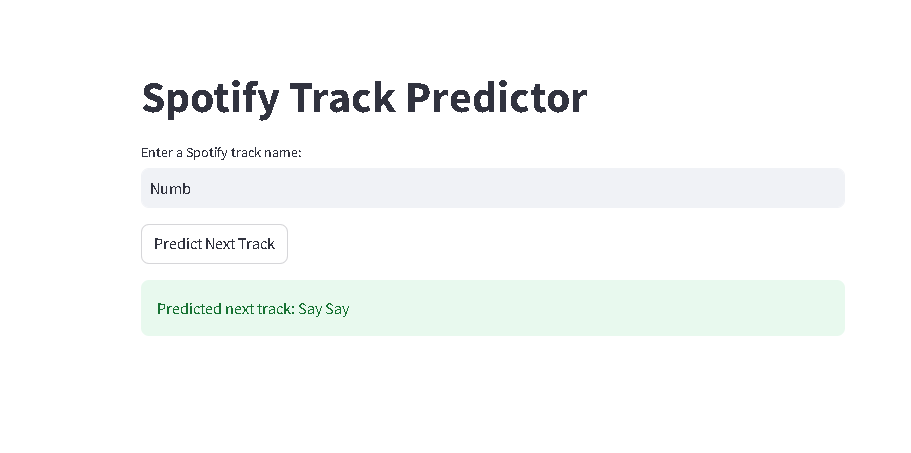 Spotify Track Predictor
Enter a Spotify track name:
Numb
Predict Next Track
Predicted next track: Say Say